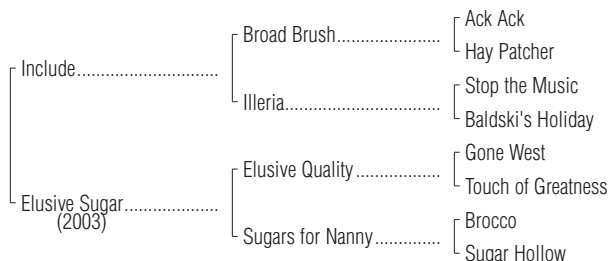 Ack Ack
Broad Brush....................
Hay Patcher
Include...........................
Stop the Music
Illeria..............................
Baldski's Holiday
Gone West
Elusive Quality................
Touch of Greatness
Elusive Sugar..................
(2003)
Brocco
Sugars for Nanny.............
Sugar Hollow